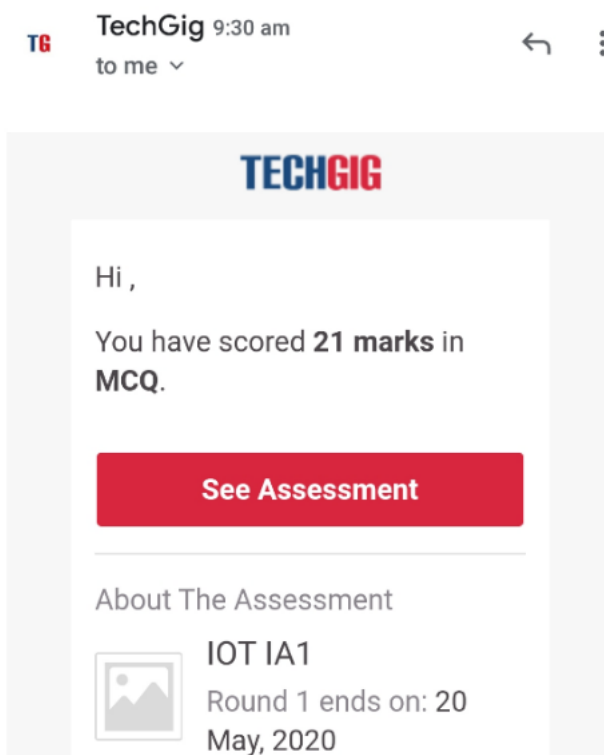 TG
TechGig 9:30 am
to me
TECHGIG
Hi ,
You have scored 21 marks in
MCQ.
See Assessment
About The Assessment
IOT IA1
Round 1 ends on: 20
May, 2020